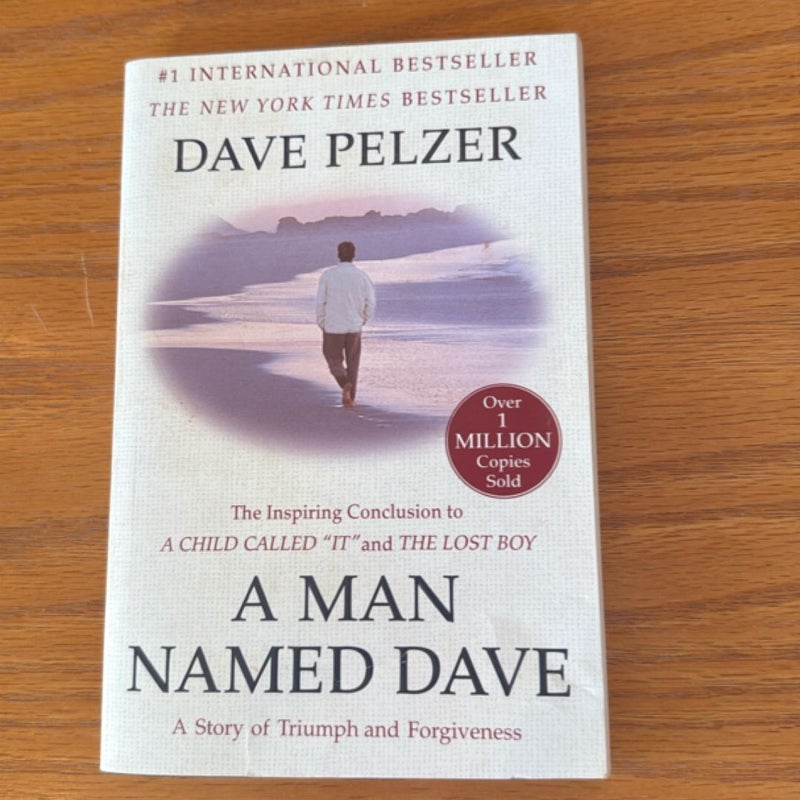 #1 INTERNATIONAL BESTSELLER
THE NEW YORK TIMES BESTSELLER
DAVE PELZER
Over
1
MILLION
Copies
Sold
The Inspiring Conclusion to
A CHILD CALLED "IT" and THE LOST BOY
A MAN
NAMED DAVE
A Story of Triumph and Forgiveness